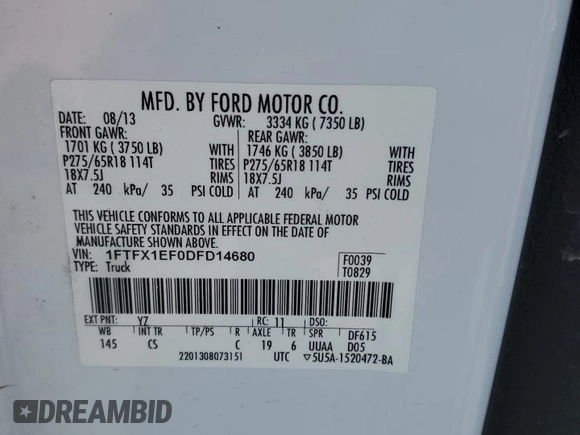 MFD. BY FORD MOTOR CO.
DATE: 08/13 GVWR: 3334 KG ( 7350 LB)
FRONT GAWR: REAR GAWR:
1701 KG ( 3750 LB) WITH 1746 KG ( 3850 LB) WITH
P275/65R18 114T TIRES P275/65R18 114T TIRES
18X7.5J RIMS 18X7.5J RIMS
AT 240 kPa/ 35 PSI COLD AT 240 kPa/ 35 PSI COLD
THIS VEHICLE CONFORMS TO ALL APPLICABLE FEDERAL MOTOR
VEHICLE SAFETY STANDARDS IN EFFECT ON THE DATE OF
MANUFACTURE SHOWN ABOVE.
VIN: 1FTFX1EF0DFD14680 F0039
TYPE: Truck T0829
EXT PNT: YZ RC: 11 DSO:
WB INT TR TP/PS R AXLE TR SPR DF615
145 CS C 19 6 UUAA D05
2201308073151 UTC ▽5U5A-1520472-BA
DREAMBID